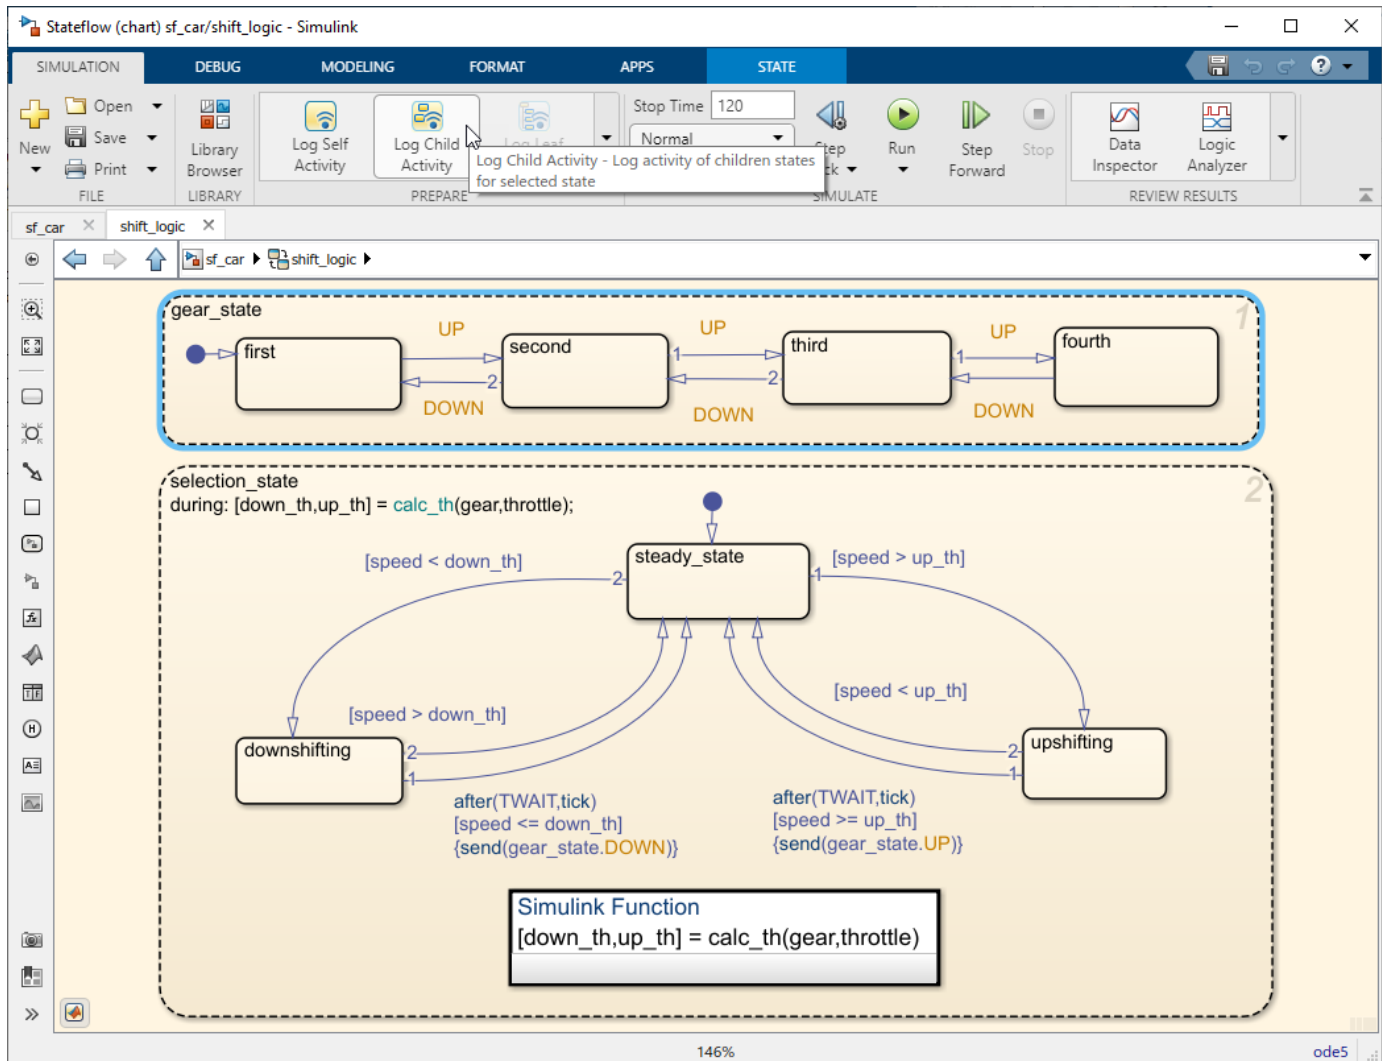 Stateflow (chart) sf_car/shift_logic - Simulink
SIMULATION DEBUG MODELING FORMAT APPS STATE
New
Open
Save
Print
FILE
Library
Browser
LIBRARY
Log Self
Activity
Log Child
Activity
Log Leaf
PREPARE
Log Child Activity - Log activity of children states
for selected state
Stop Time 120
Normal
Step
Run
Step
Forward
Stop
SIMULATE
Data
Inspector
Logic
Analyzer
REVIEW RESULTS
sf_car shift_logic
sf_car shift_logic
gear_state 1
first
UP
second
1 UP
third
1 UP
fourth
2 DOWN
2 DOWN
DOWN
selection_state 2
during: [down_th,up_th] = calc_th(gear,throttle);
[speed < down_th]
2
steady_state
1
[speed > up_th]
[speed > down_th]
[speed < up_th]
downshifting
2
1
upshifting
2
1
after(TWAIT,tick)
[speed <= down_th]
{send(gear_state.DOWN)}
after(TWAIT,tick)
[speed >= up_th]
{send(gear_state.UP)}
Simulink Function
[down_th,up_th] = calc_th(gear,throttle)
146% ode5